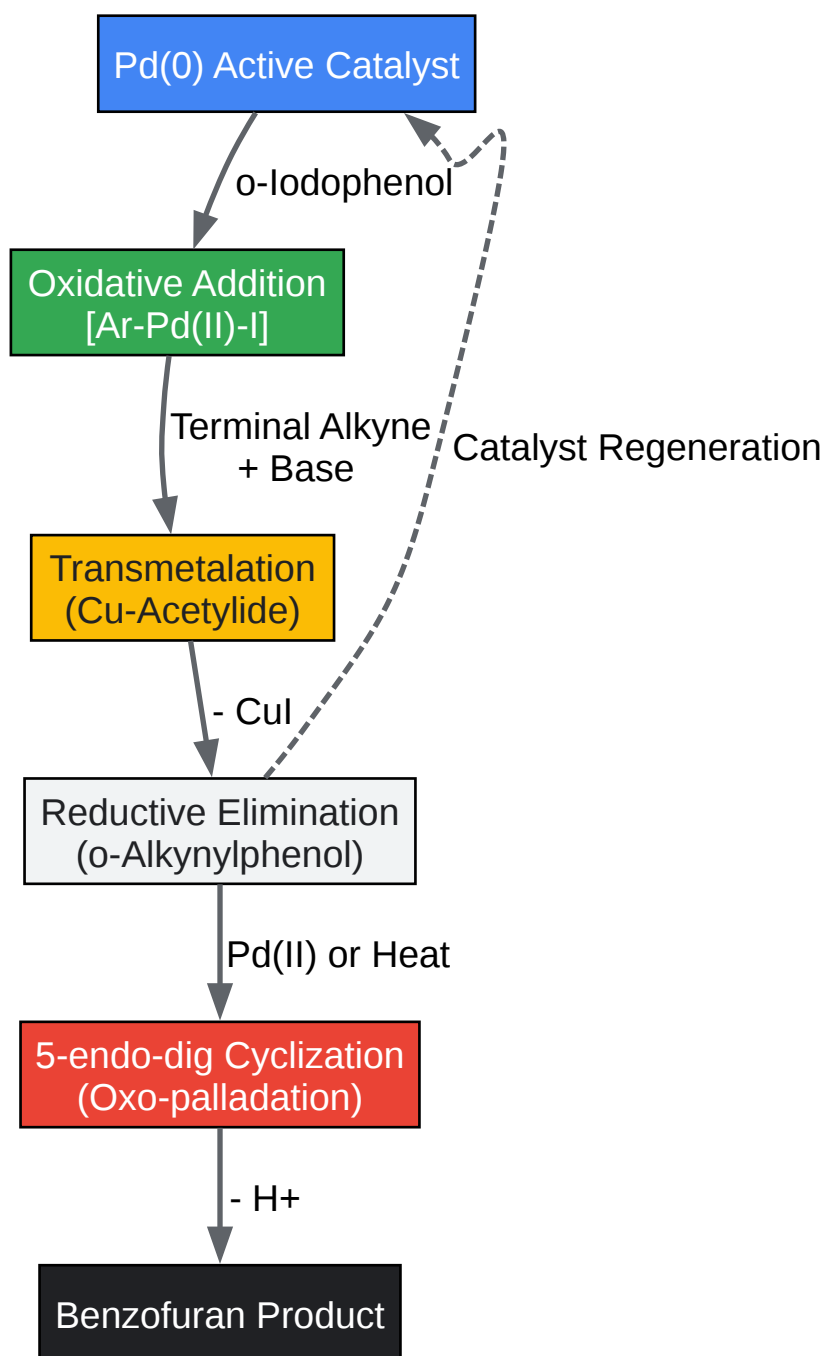 Pd(0) Active Catalyst
o-Iodophenol
Oxidative Addition
[Ar-Pd(II)-I]
Terminal Alkyne
+ Base
Catalyst Regeneration
Transmetalation
(Cu-Acetylide)
- CuI
Reductive Elimination
(o-Alkynylphenol)
Pd(II) or Heat
5-endo-dig Cyclization
(Oxo-palladation)
- H+
Benzofuran Product